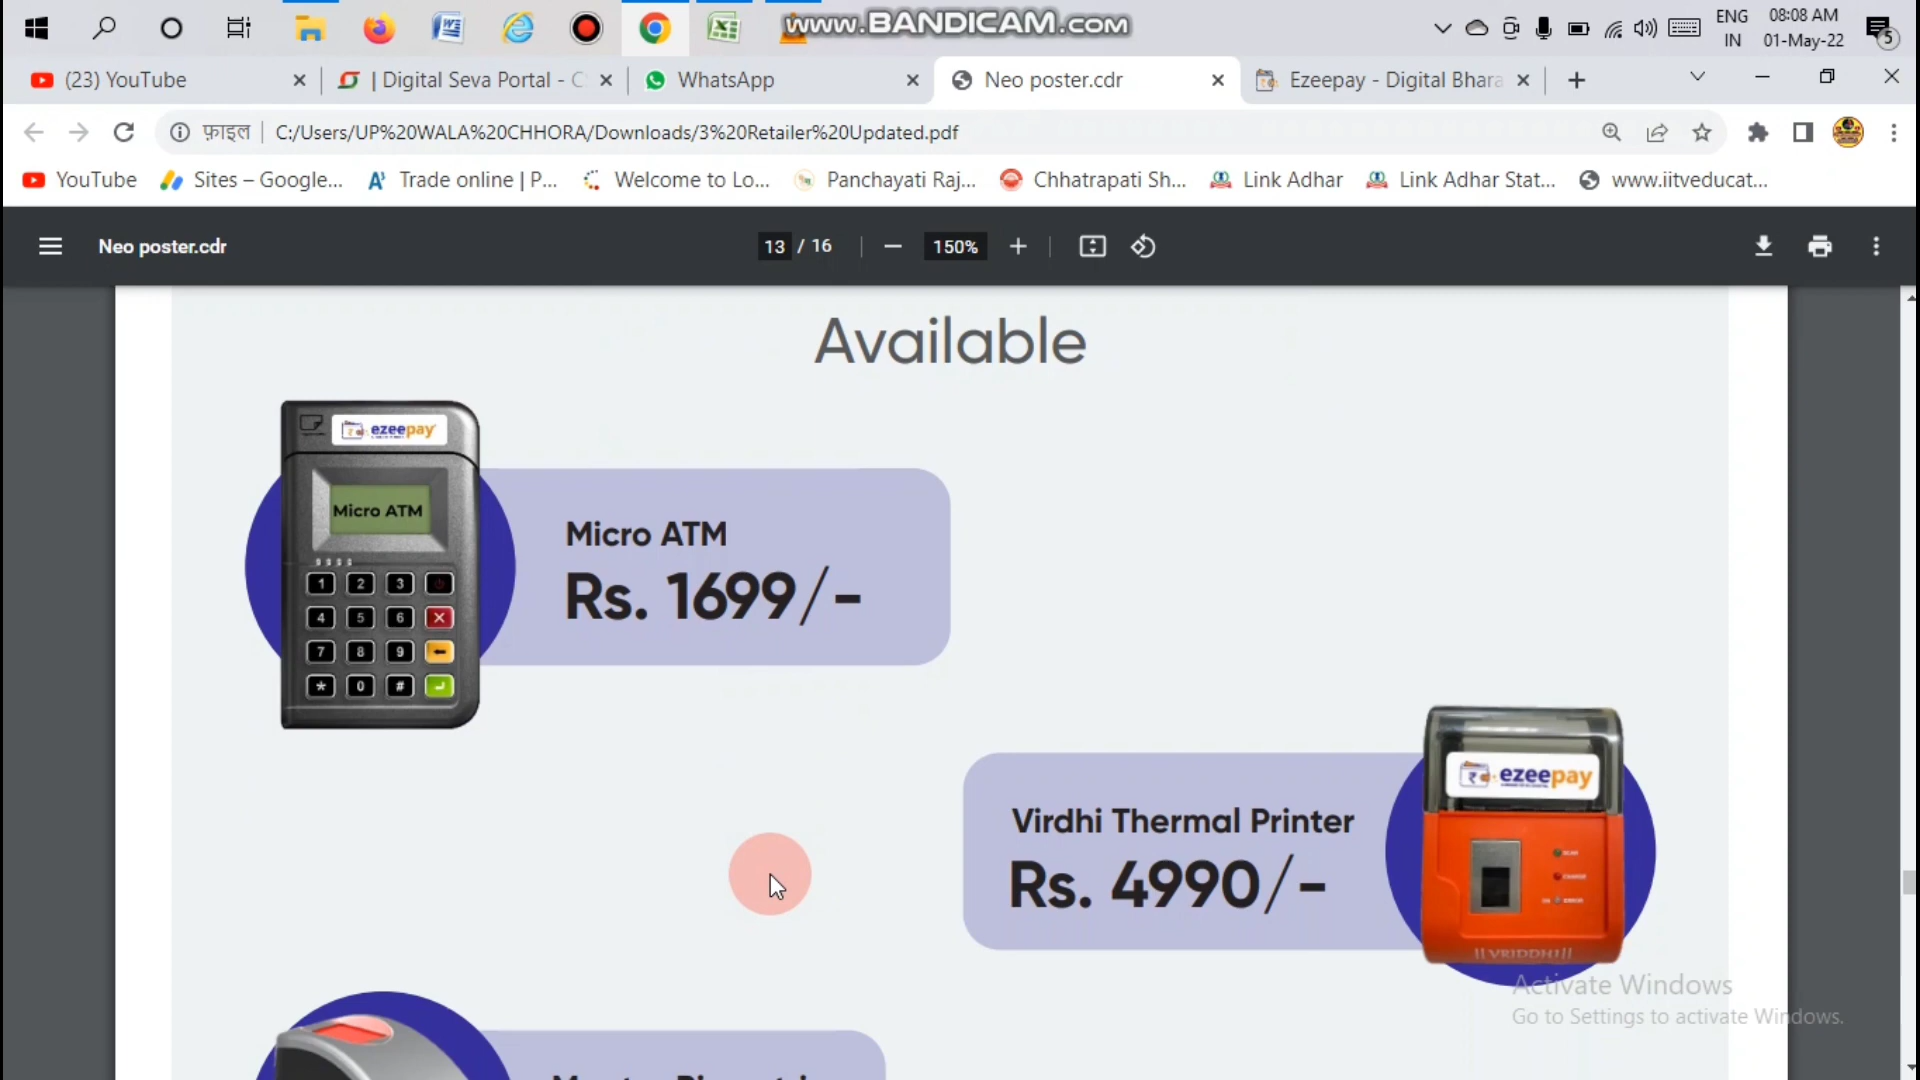 www.BANDICAM.com
ENG
IN
08:08 AM
01-May-22
5
(23) YouTube
| Digital Seva Portal - C
WhatsApp
Neo poster.cdr
Ezeepay - Digital Bhara
फ़ाइल
C:/Users/UP%20WALA%20CHHORA/Downloads/3%20Retailer%20Updated.pdf
YouTube
Sites – Google...
Trade online | P...
Welcome to Lo...
Panchayati Raj...
Chhatrapati Sh...
Link Adhar
Link Adhar Stat...
www.iitveducat...
Neo poster.cdr
13 / 16
150%
Available
ezeepay
Micro ATM
1 2 3
4 5 6
7 8 9
* 0 #
Micro ATM
Rs. 1699/-
Virdhi Thermal Printer
Rs. 4990/-
ezeepay
VRIDDHI
Activate Windows
Go to Settings to activate Windows.